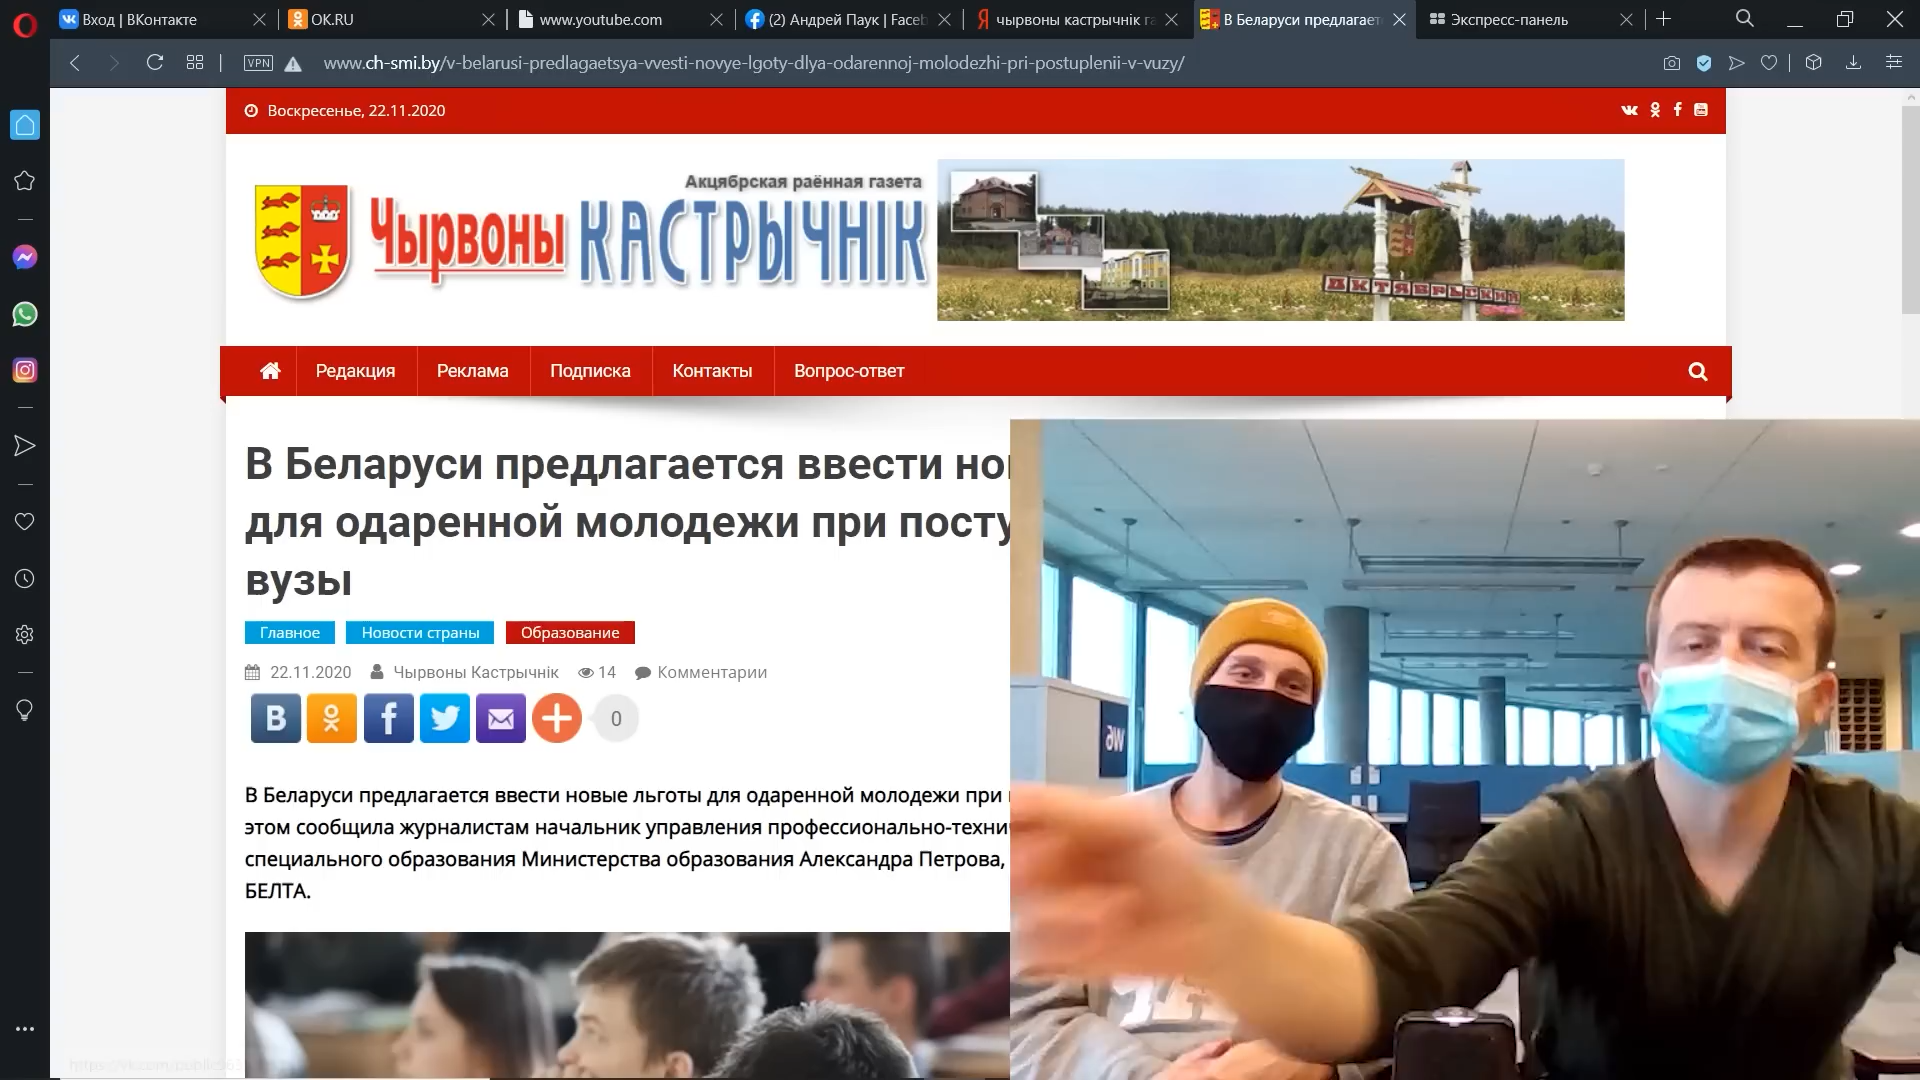 Вход | ВКонтакте
OK.RU
www.youtube.com
(2) Андрей Паук | Faceb
чырвоны кастрычнік га
В Беларуси предлагает
Экспресс-панель
VPN
www.ch-smi.by/v-belarusi-predlagaetsya-vvesti-novye-lgoty-dlya-odarennoj-molodezhi-pri-postuplenii-v-vuzy/
Воскресенье, 22.11.2020
Акцябрская раённая газета
Чырвоны КАСТРЫЧНІК
ОКТЯБРЬСКИЙ
Редакция
Реклама
Подписка
Контакты
Вопрос-ответ
В Беларуси предлагается ввести но
для одаренной молодежи при посту
вузы
Главное
Новости страны
Образование
22.11.2020
Чырвоны Кастрычнік
14
Комментарии
0
В Беларуси предлагается ввести новые льготы для одаренной молодежи при
этом сообщила журналистам начальник управления профессионально-техни
специального образования Министерства образования Александра Петрова,
БЕЛТА.